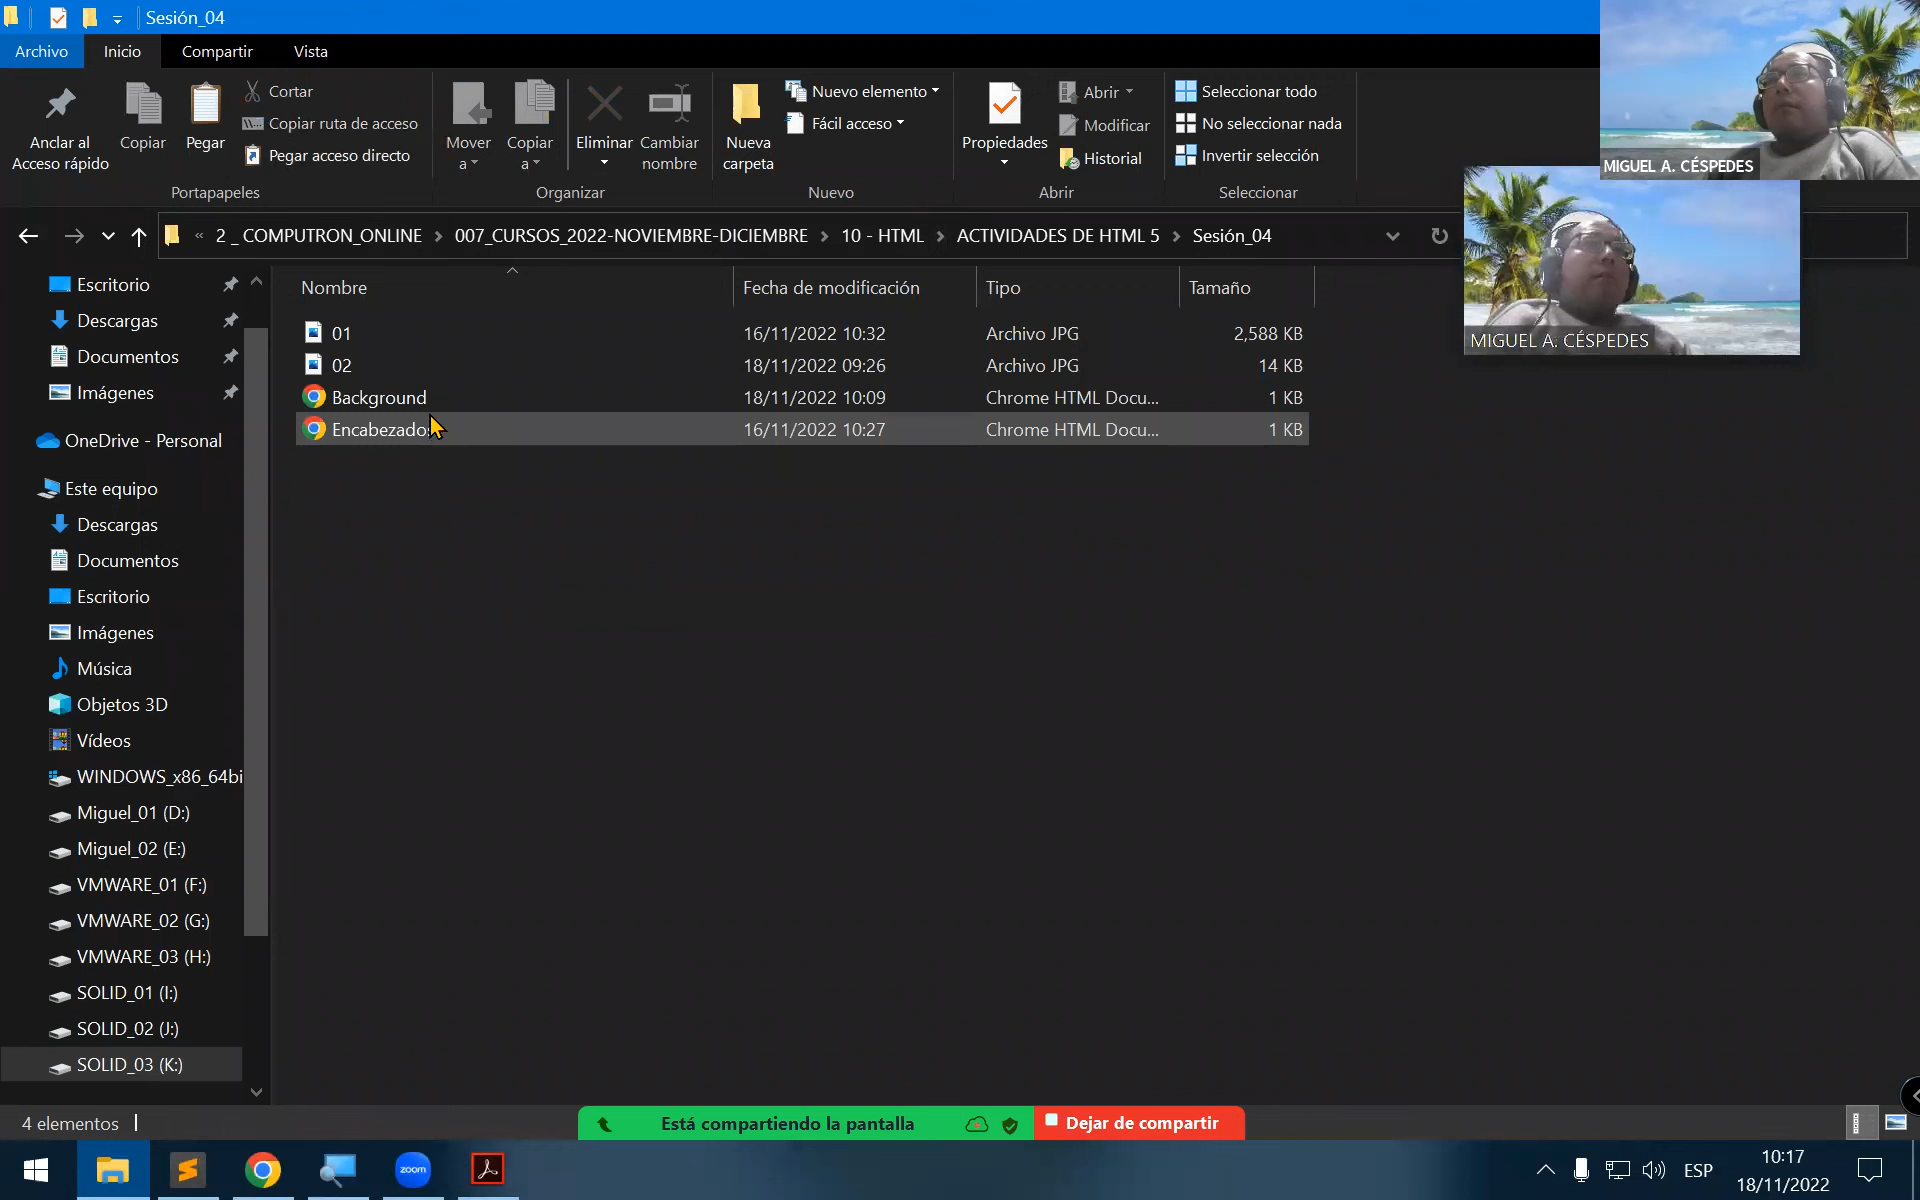 Sesión_04
Archivo
Inicio
Compartir
Vista
Anclar al
Acceso rápido
Copiar
Pegar
Cortar
Copiar ruta de acceso
Pegar acceso directo
Portapapeles
Mover
a
Copiar
a
Eliminar
Cambiar
nombre
Organizar
Nueva
carpeta
Nuevo elemento
Fácil acceso
Nuevo
Propiedades
Abrir
Modificar
Historial
Abrir
Seleccionar todo
No seleccionar nada
Invertir selección
Seleccionar
MIGUEL A. CÉSPEDES
MIGUEL A. CÉSPEDES
« 2 _ COMPUTRON_ONLINE > 007_CURSOS_2022-NOVIEMBRE-DICIEMBRE > 10 - HTML > ACTIVIDADES DE HTML 5 > Sesión_04
Escritorio
Descargas
Documentos
Imágenes
OneDrive - Personal
Este equipo
Descargas
Documentos
Escritorio
Imágenes
Música
Objetos 3D
Vídeos
WINDOWS_x86_64bi
Miguel_01 (D:)
Miguel_02 (E:)
VMWARE_01 (F:)
VMWARE_02 (G:)
VMWARE_03 (H:)
SOLID_01 (I:)
SOLID_02 (J:)
SOLID_03 (K:)
Nombre Fecha de modificación Tipo Tamaño
01 16/11/2022 10:32 Archivo JPG 2,588 KB
02 18/11/2022 09:26 Archivo JPG 14 KB
Background 18/11/2022 10:09 Chrome HTML Docu... 1 KB
16/11/2022 10:27 Chrome HTML Docu... 1 KB
4 elementos
Está compartiendo la pantalla
Dejar de compartir
zoom
ESP
10:17
18/11/2022